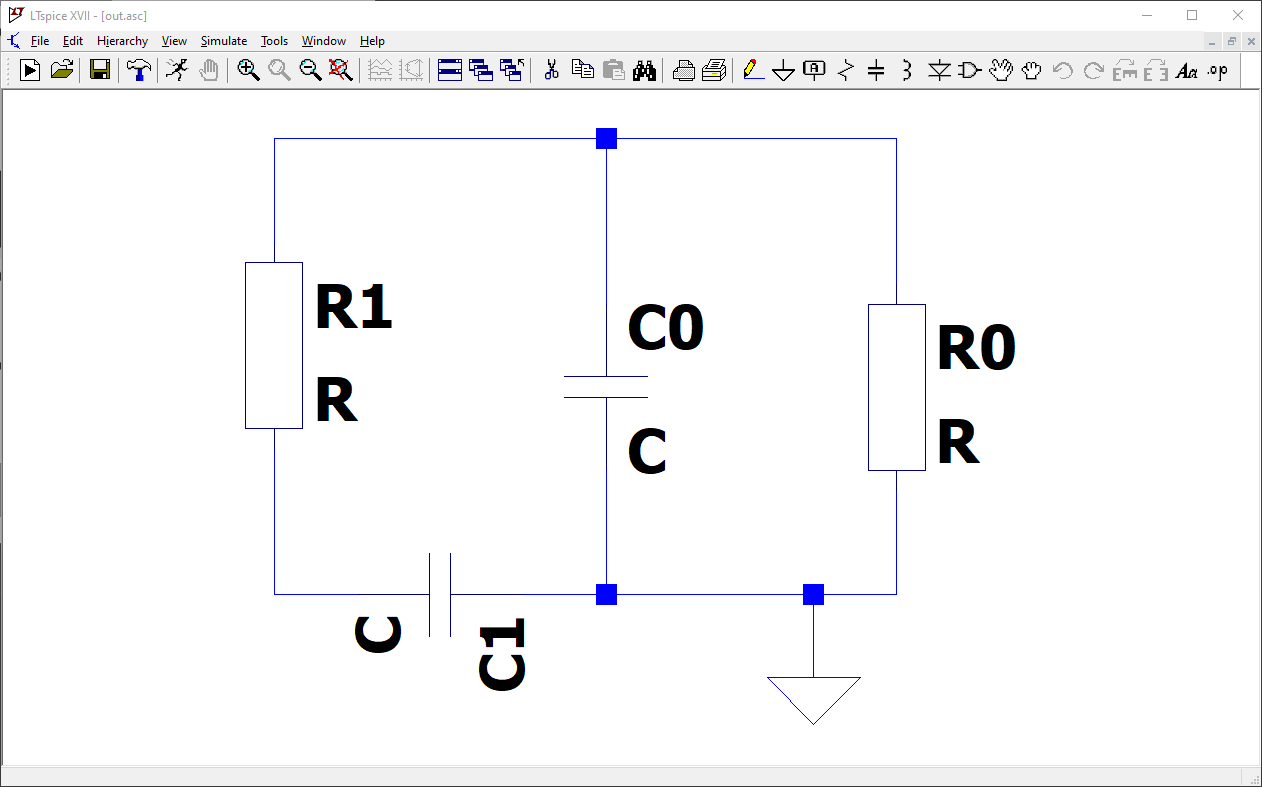 LTspice XVII - [out.asc]
File Edit Hierarchy View Simulate Tools Window Help
A Aa .op
R1
R
C0
C
R0
R
C
C1